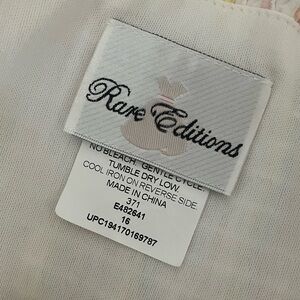 Rare Editions
NO BLEACH GENTLE CYCLE
TUMBLE DRY LOW
COOL IRON ON REVERSE SIDE
MADE IN CHINA
371
E482641
16
UPC194170169787